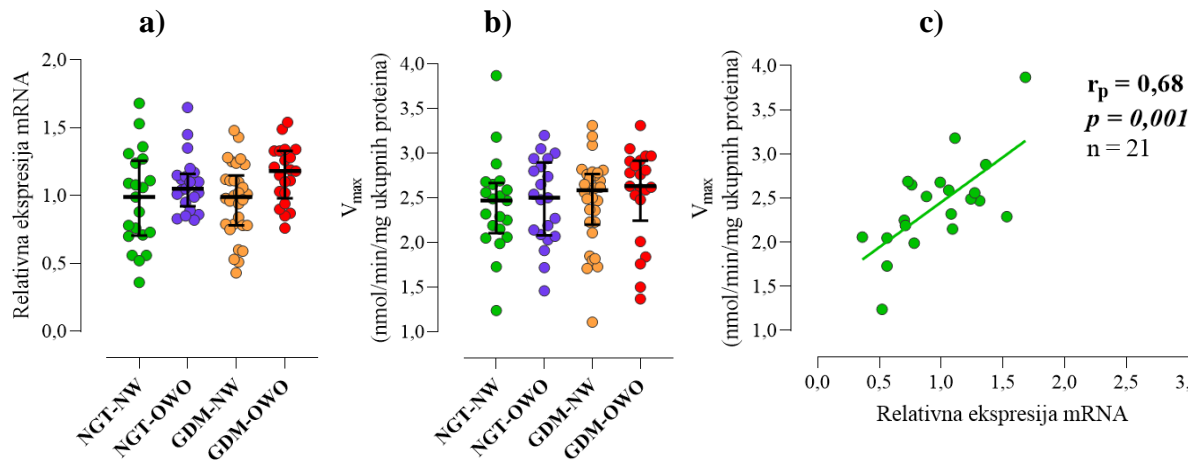 a)
Relativna ekspresija mRNA
2,0
1,5
1,0
0,5
0,0
NGT-NW
NGT-OWO
GDM-NW
GDM-OWO
b)
Vmax
(nmol/min/mg ukupnih proteina)
4,0
3,5
3,0
2,5
2,0
1,5
1,0
NGT-NW
NGT-OWO
GDM-NW
GDM-OWO
c)
Vmax
(nmol/min/mg ukupnih proteina)
4,0
3,5
3,0
2,5
2,0
1,5
1,0
rp = 0,68
p = 0,001
n = 21
0,0 0,5 1,0 1,5 2,0 2,5
Relativna ekspresija mRNA